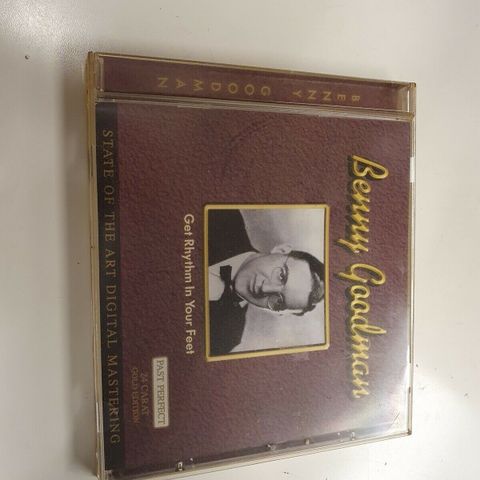 BENNY GOODMAN
Benny Goodman
Get Rhythm In Your Feet
PAST PERFECT
24 CARAT
GOLD EDITION
STATE OF THE ART DIGITAL MASTERING